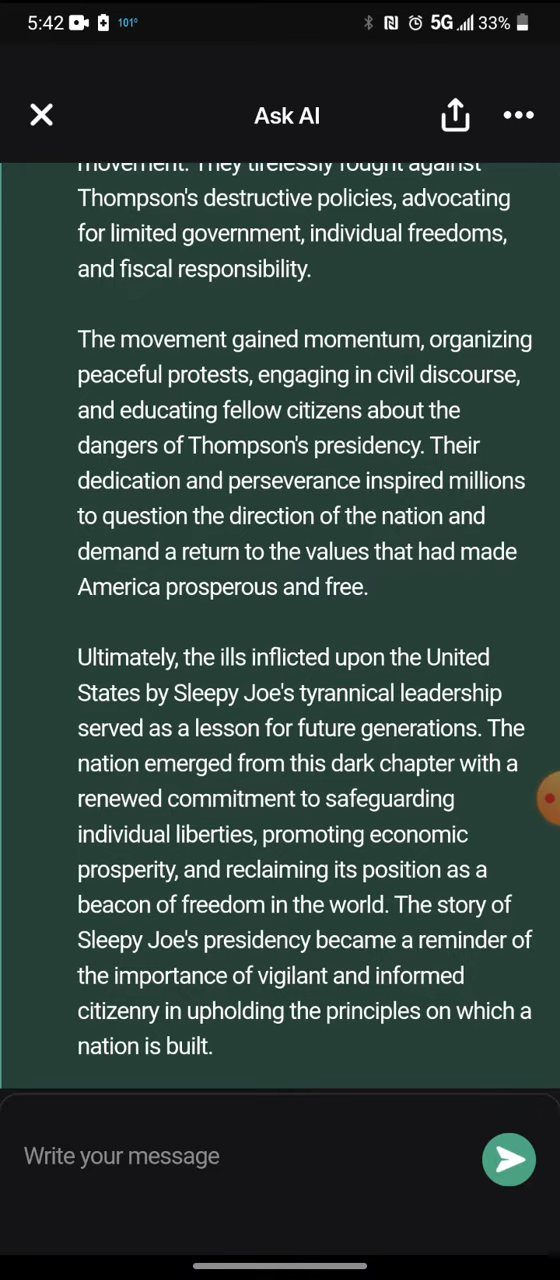 5:42 101° 5G 33%
Ask AI
movement. They tirelessly fought against
Thompson's destructive policies, advocating
for limited government, individual freedoms,
and fiscal responsibility.
The movement gained momentum, organizing
peaceful protests, engaging in civil discourse,
and educating fellow citizens about the
dangers of Thompson's presidency. Their
dedication and perseverance inspired millions
to question the direction of the nation and
demand a return to the values that had made
America prosperous and free.
Ultimately, the ills inflicted upon the United
States by Sleepy Joe's tyrannical leadership
served as a lesson for future generations. The
nation emerged from this dark chapter with a
renewed commitment to safeguarding
individual liberties, promoting economic
prosperity, and reclaiming its position as a
beacon of freedom in the world. The story of
Sleepy Joe's presidency became a reminder of
the importance of vigilant and informed
citizenry in upholding the principles on which a
nation is built.
Write your message